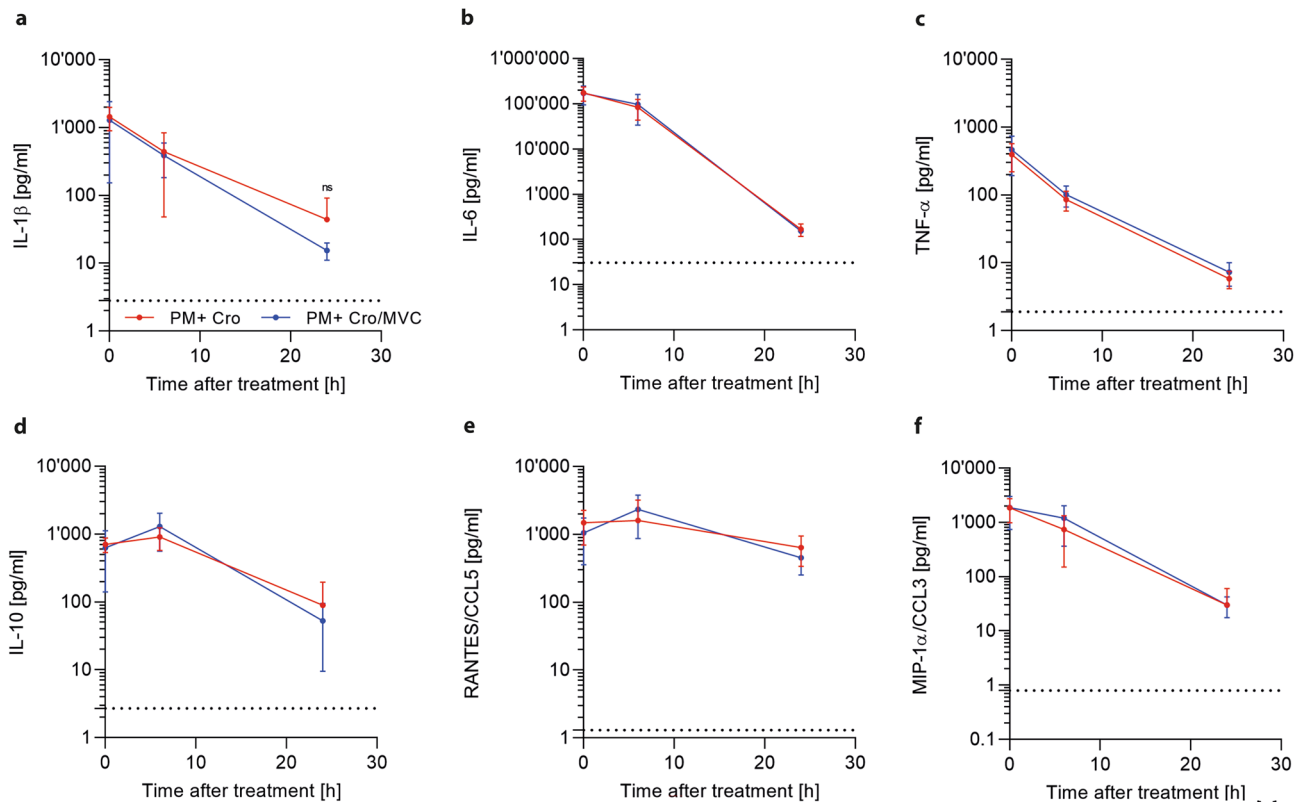 a
10'000
1'000
100
10
1
IL-1β [pg/ml]
ns
PM+ Cro
PM+ Cro/MVC
0 10 20 30
Time after treatment [h]
b
1'000'000
100'000
10'000
1'000
100
10
1
IL-6 [pg/ml]
0 10 20 30
Time after treatment [h]
c
10'000
1'000
100
10
1
TNF-α [pg/ml]
0 10 20 30
Time after treatment [h]
d
10'000
1'000
100
10
1
IL-10 [pg/ml]
0 10 20 30
Time after treatment [h]
e
10'000
1'000
100
10
1
RANTES/CCL5 [pg/ml]
0 10 20 30
Time after treatment [h]
f
10'000
1'000
100
10
1
0.1
MIP-1α/CCL3 [pg/ml]
0 10 20 30
Time after treatment [h]